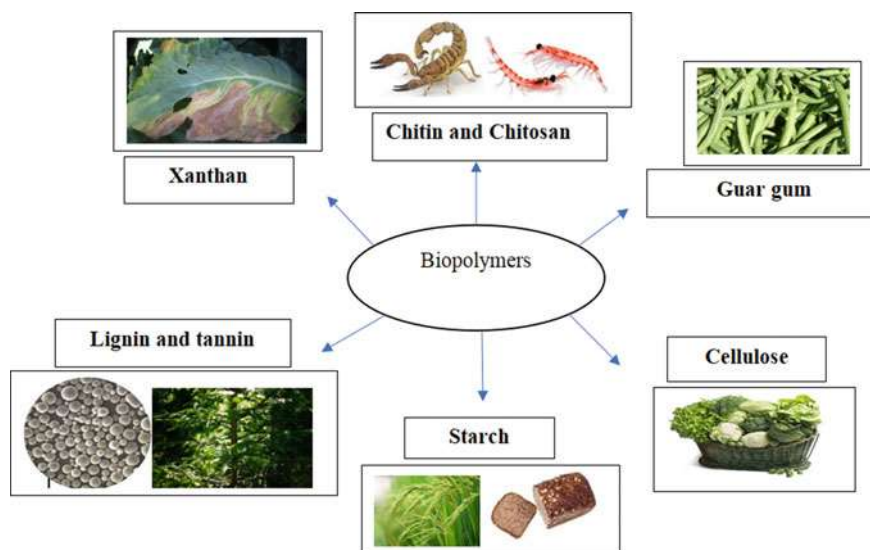 Chitin and Chitosan
Xanthan
Guar gum
Biopolymers
Lignin and tannin
Cellulose
Starch